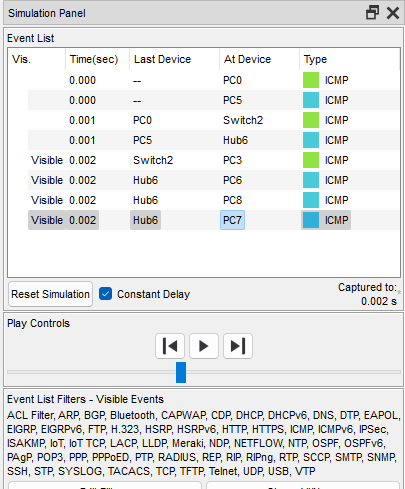 Simulation Panel
Event List
Vis. Time(sec) Last Device At Device Type
0.000 -- PC0 ICMP
0.000 -- PC5 ICMP
0.001 PC0 Switch2 ICMP
0.001 PC5 Hub6 ICMP
Visible 0.002 Switch2 PC3 ICMP
Visible 0.002 Hub6 PC6 ICMP
Visible 0.002 Hub6 PC8 ICMP
Visible 0.002 Hub6 PC7 ICMP
Reset Simulation Constant Delay Captured to:
0.002 s
Play Controls
Event List Filters - Visible Events
ACL Filter, ARP, BGP, Bluetooth, CAPWAP, CDP, DHCP, DHCPv6, DNS, DTP, EAPOL,
EIGRP, EIGRPv6, FTP, H.323, HSRP, HSRPv6, HTTP, HTTPS, ICMP, ICMPv6, IPSec,
ISAKMP, IoT, IoT TCP, LACP, LLDP, Meraki, NDP, NETFLOW, NTP, OSPF, OSPFv6,
PAgP, POP3, PPP, PPPoED, PTP, RADIUS, REP, RIP, RIPng, RTP, SCCP, SMTP, SNMP,
SSH, STP, SYSLOG, TACACS, TCP, TFTP, Telnet, UDP, USB, VTP